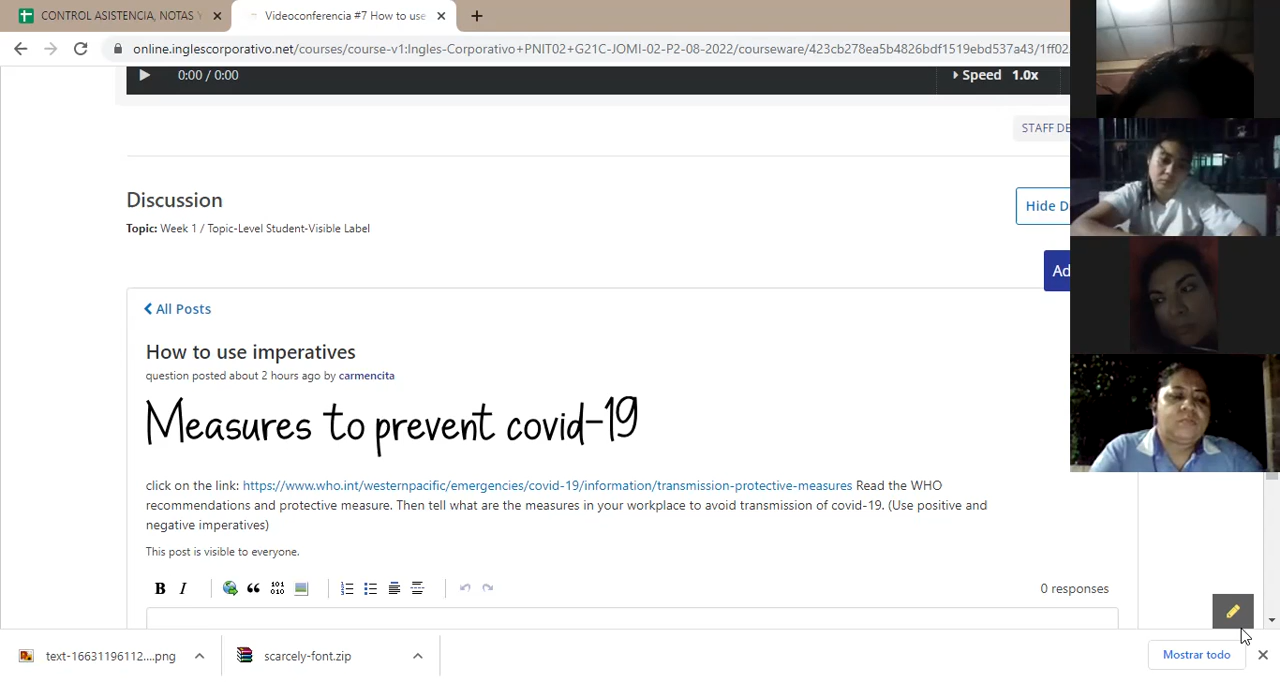 CONTROL ASISTENCIA, NOTAS Y
Videoconferencia #7 How to use
online.inglescorporativo.net/courses/course-v1:Ingles-Corporativo+PNIT02+G21C-JOMI-02-P2-08-2022/courseware/423cb278ea5b4826bdf1519ebd537a43/1ff02
0:00 / 0:00
Speed 1.0x
STAFF DE
Discussion
Topic: Week 1 / Topic-Level Student-Visible Label
Hide D
Ad
All Posts
How to use imperatives
question posted about 2 hours ago by carmencita
Measures to prevent covid-19
click on the link: https://www.who.int/westernpacific/emergencies/covid-19/information/transmission-protective-measures Read the WHO
recommendations and protective measure. Then tell what are the measures in your workplace to avoid transmission of covid-19. (Use positive and
negative imperatives)
This post is visible to everyone.
B I
101
010
0 responses
text-16631196112....png
scarcely-font.zip
Mostrar todo